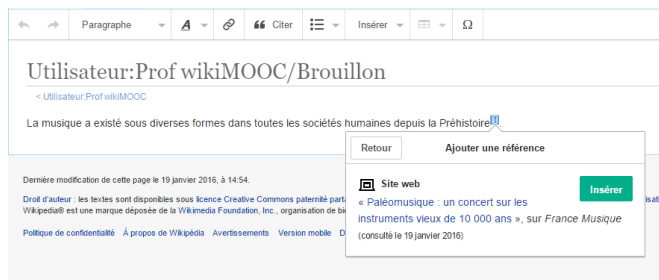 Paragraphe A Citer Insérer Ω
Utilisateur:Prof wikiMOOC/Brouillon
< Utilisateur:Prof wikiMOOC
La musique a existé sous diverses formes dans toutes les sociétés humaines depuis la Préhistoire[1].
Retour Ajouter une référence
Site web
Insérer
« Paléomusique : un concert sur les
instruments vieux de 10 000 ans », sur France Musique
(consulté le 19 janvier 2016)
Dernière modification de cette page le 19 janvier 2016, à 14:54.
Droit d'auteur : les textes sont disponibles sous licence Creative Commons paternité
Wikipedia® est une marque déposée de la Wikimedia Foundation, Inc., organisation de
Politique de confidentialité À propos de Wikipédia Avertissements Version mobile